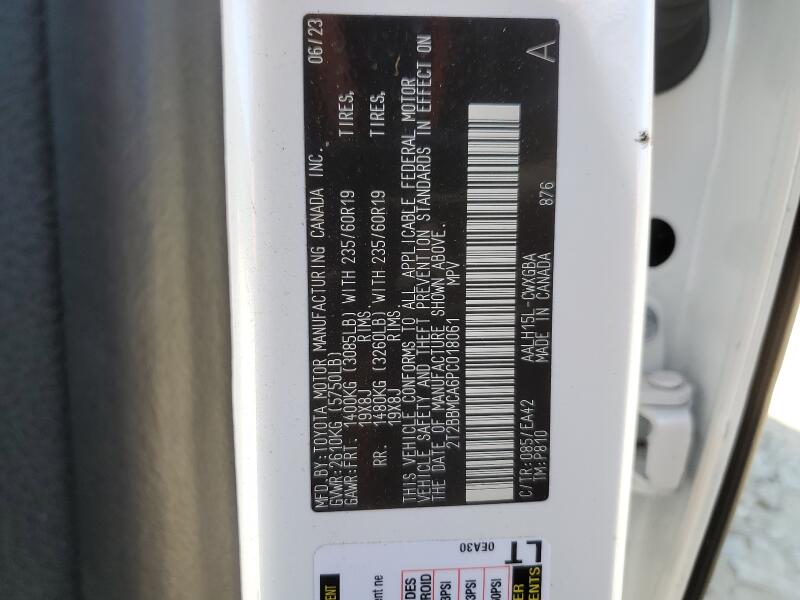 MFD.BY:TOYOTA MOTOR MANUFACTURING CANADA INC. 06/23
GVWR:2610KG(5750LB)
GAWR:FRT. 1400KG (3085LB) WITH 235/60R19 TIRES,
19X8J RIMS.
RR. 1480KG (3260LB) WITH 235/60R19 TIRES,
19X8J RIMS.
THIS VEHICLE CONFORMS TO ALL APPLICABLE FEDERAL MOTOR
VEHICLE SAFETY AND THEFT PREVENTION STANDARDS IN EFFECT ON
THE DATE OF MANUFACTURE SHOWN ABOVE.
2T2BBMCA6PC018061 MPV
C/TR:085/EA42 AALH15L-CWXGBA 876
TM:P810 MADE IN CANADA A
0EA30
LT